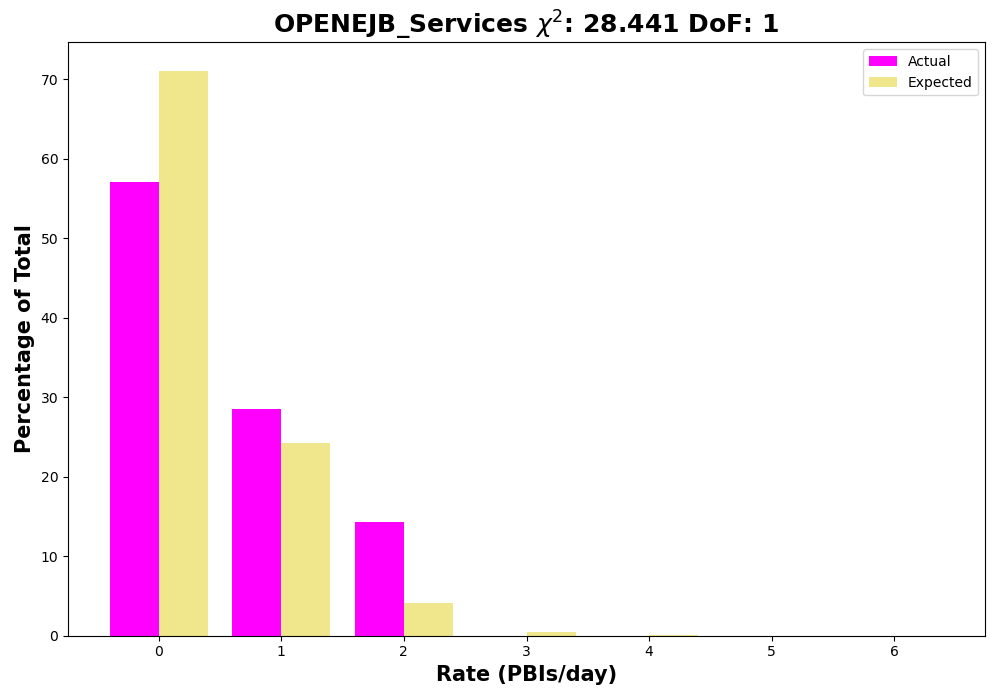 OPENEJB_Services χ²: 28.441 DoF: 1
Actual
Expected
Percentage of Total
70
60
50
40
30
20
10
0
0 1 2 3 4 5 6
Rate (PBIs/day)